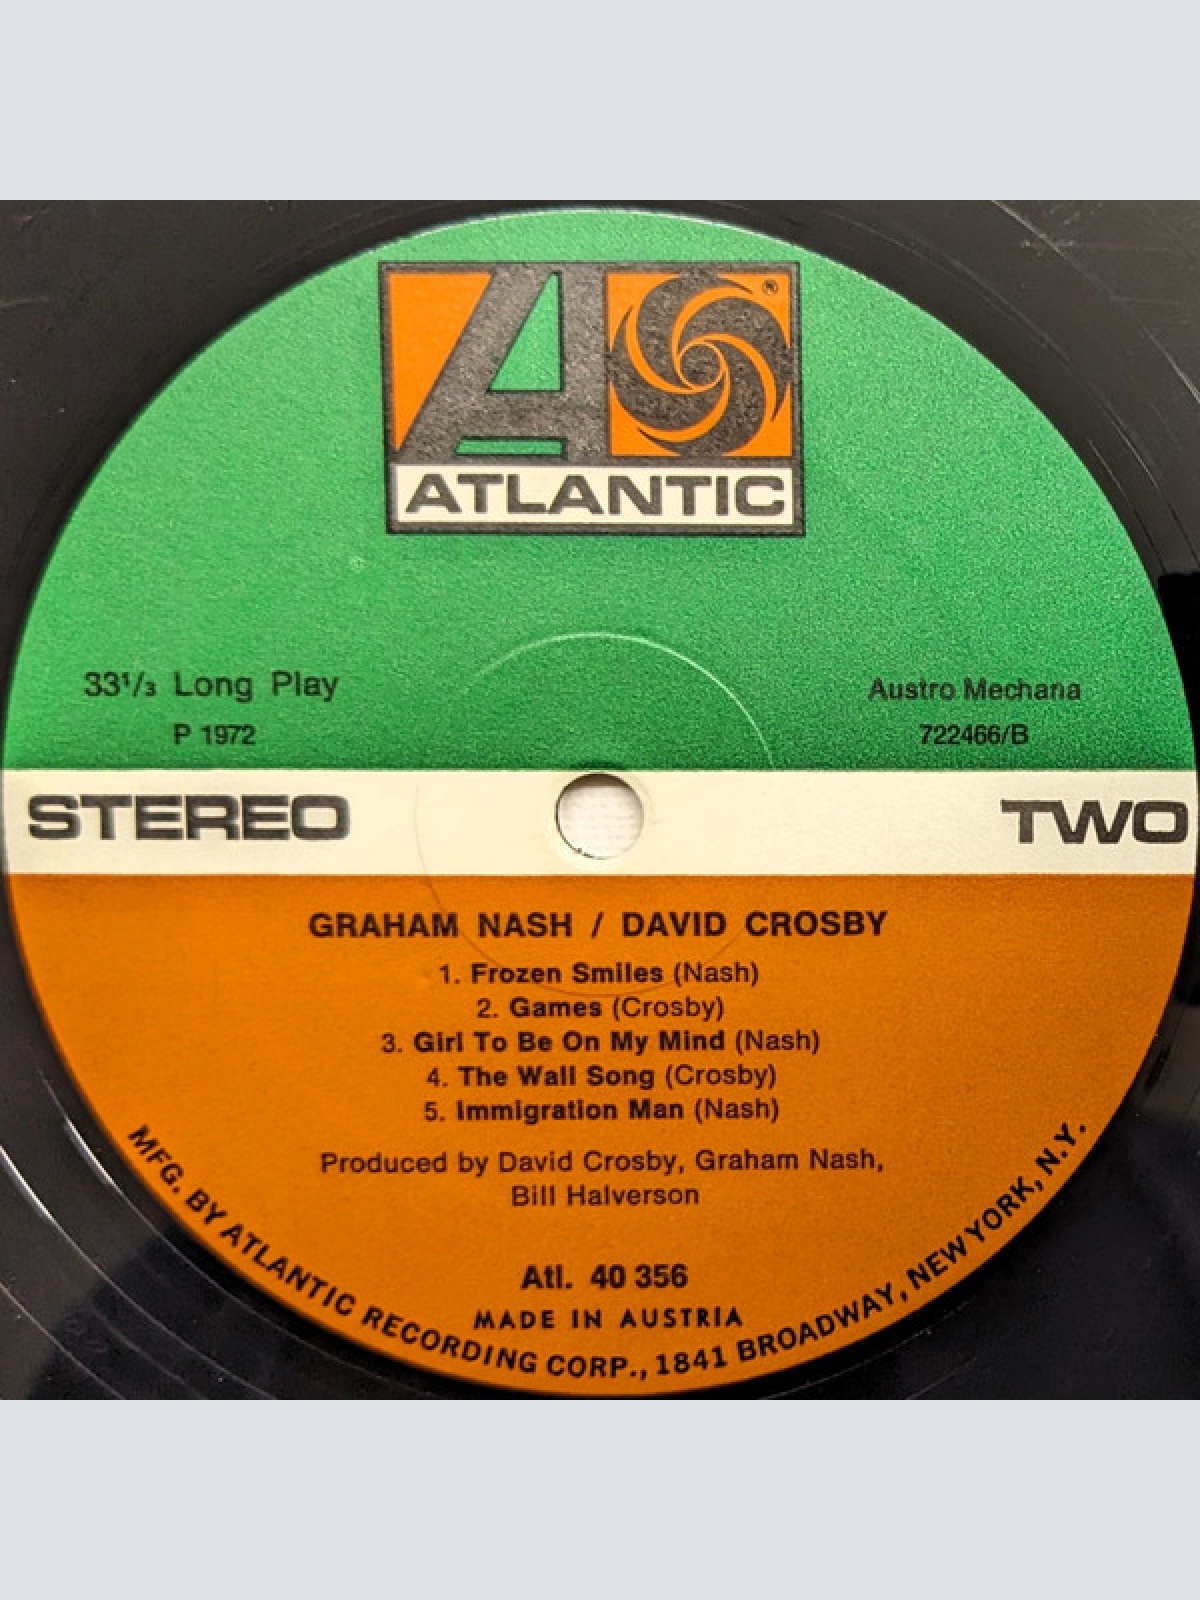 A
®
ATLANTIC
33⅓ Long Play
P 1972
Austro Mechana
722466/B
STEREO
TWO
GRAHAM NASH / DAVID CROSBY
1. Frozen Smiles (Nash)
2. Games (Crosby)
3. Girl To Be On My Mind (Nash)
4. The Wall Song (Crosby)
5. Immigration Man (Nash)
Produced by David Crosby, Graham Nash,
Bill Halverson
Atl. 40 356
MADE IN AUSTRIA
MFG. BY ATLANTIC RECORDING CORP., 1841 BROADWAY, NEW YORK, N.Y.